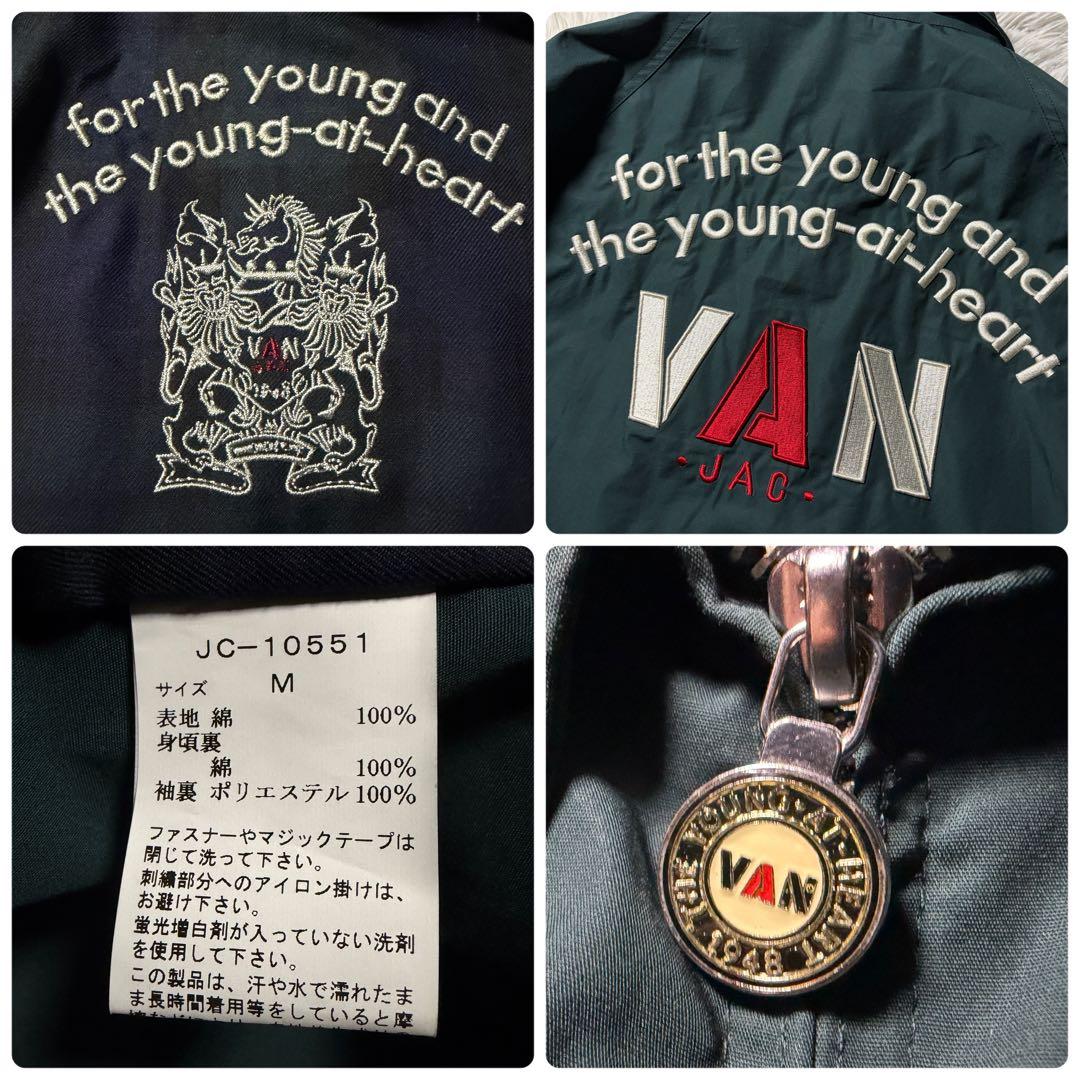 for the young and
the young-at-heart
VAN
JAC
1948
for the young and
the young-at-heart
VAN
・JAC・
JC-10551
サイズ M
表地 綿 100%
身頃裏
綿 100%
袖裏 ポリエステル 100%
ファスナーやマジックテープは
閉じて洗って下さい。
刺繍部分へのアイロン掛けは、
お避け下さい。
蛍光増白剤が入っていない洗剤
を使用して下さい。
この製品は、汗や水で濡れたま
ま長時間着用等をしていると摩
THE YOUNG・AT・HEART
VAN
1948